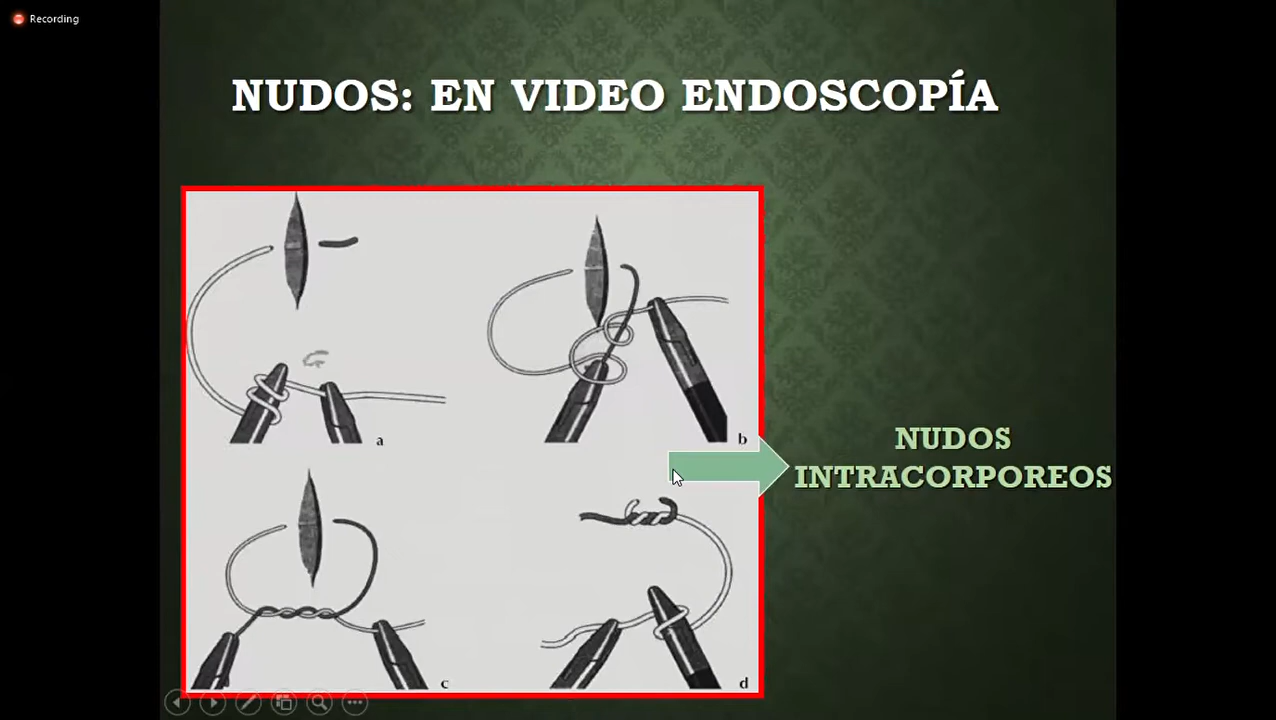 Recording
NUDOS: EN VIDEO ENDOSCOPÍA
a
b
NUDOS
INTRACORPOREOS
c
d